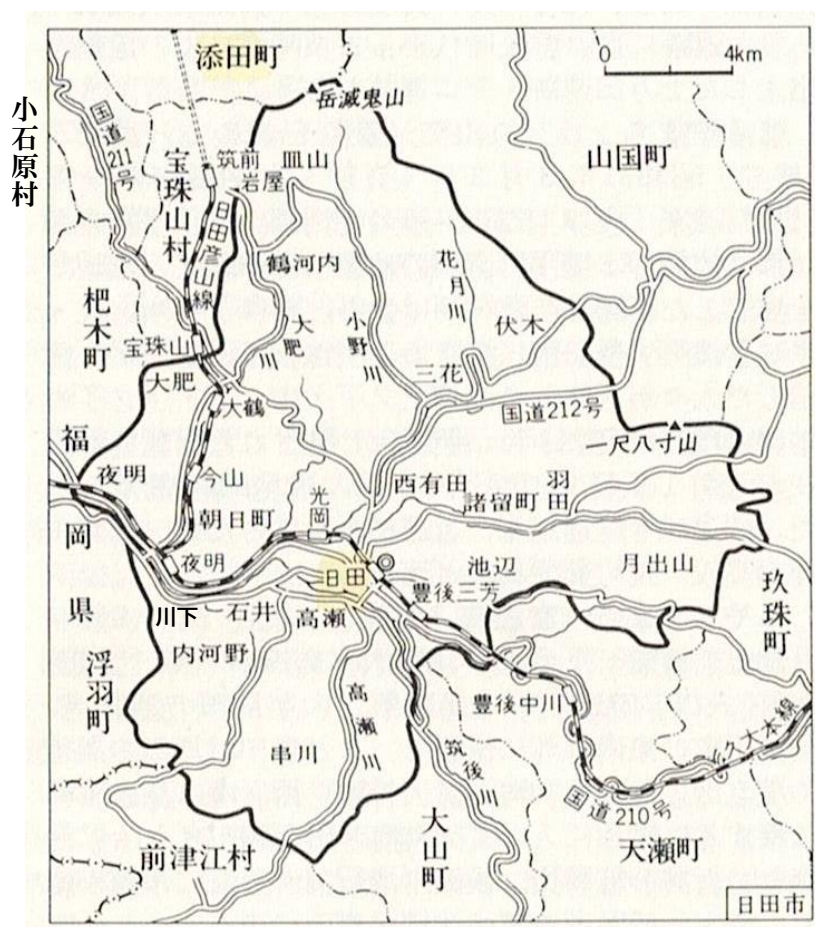 添田町
0 4km
岳滅鬼山
小石原村
国道211号
宝珠山村
筑前岩屋
皿山
山国町
日田彦山線
鶴河内
花月川
杷木町
大肥川
小野川
伏木
宝珠山
大肥
三花
大鶴
国道212号
一尺八寸山
福岡県
夜明
今山
西有田
羽田
諸留町
光岡
朝日町
夜明
日田
池辺
月出山
豊後三芳
玖珠町
川下
石井
高瀬
内河野
浮羽町
高瀬川
豊後中川
久大本線
串川
筑後川
国道210号
前津江村
大山町
天瀬町
日田市